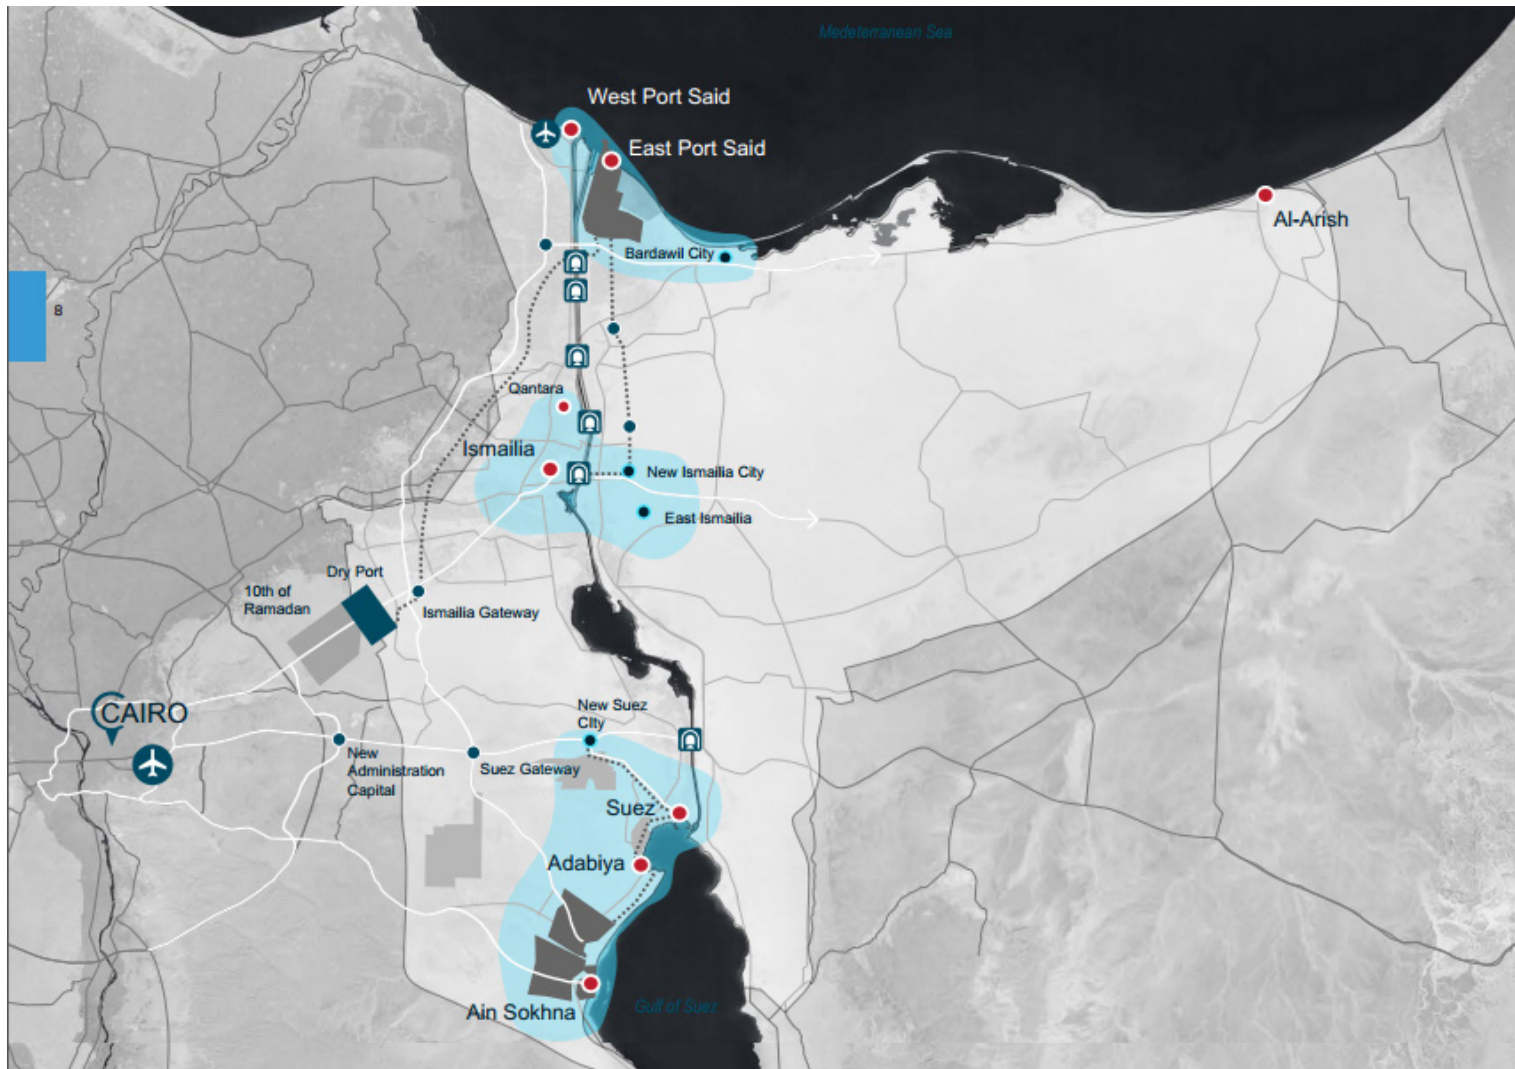 Medeterranean Sea
West Port Said
East Port Said
Al-Arish
Bardawil City
8
Qantara
Ismailia
New Ismailia City
East Ismailia
Dry Port
10th of
Ramadan
Ismailia Gateway
CAIRO
New Suez
CIty
New
Administration
Capital
Suez Gateway
Suez
Adabiya
Ain Sokhna
Gulf of Suez